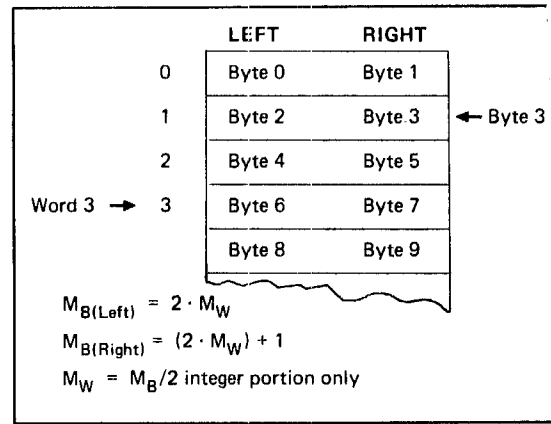 LEFT RIGHT
0 Byte 0 Byte 1
1 Byte 2 Byte 3 ← Byte 3
2 Byte 4 Byte 5
Word 3 → 3 Byte 6 Byte 7
Byte 8 Byte 9
M_B(Left) = 2 · M_W
M_B(Right) = (2 · M_W) + 1
M_W = M_B/2 integer portion only